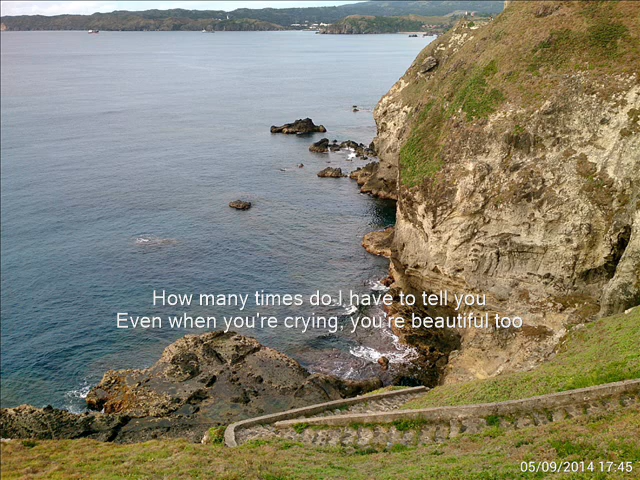 How many times do I have to tell you
Even when you're crying, you're beautiful too
05/09/2014 17:45